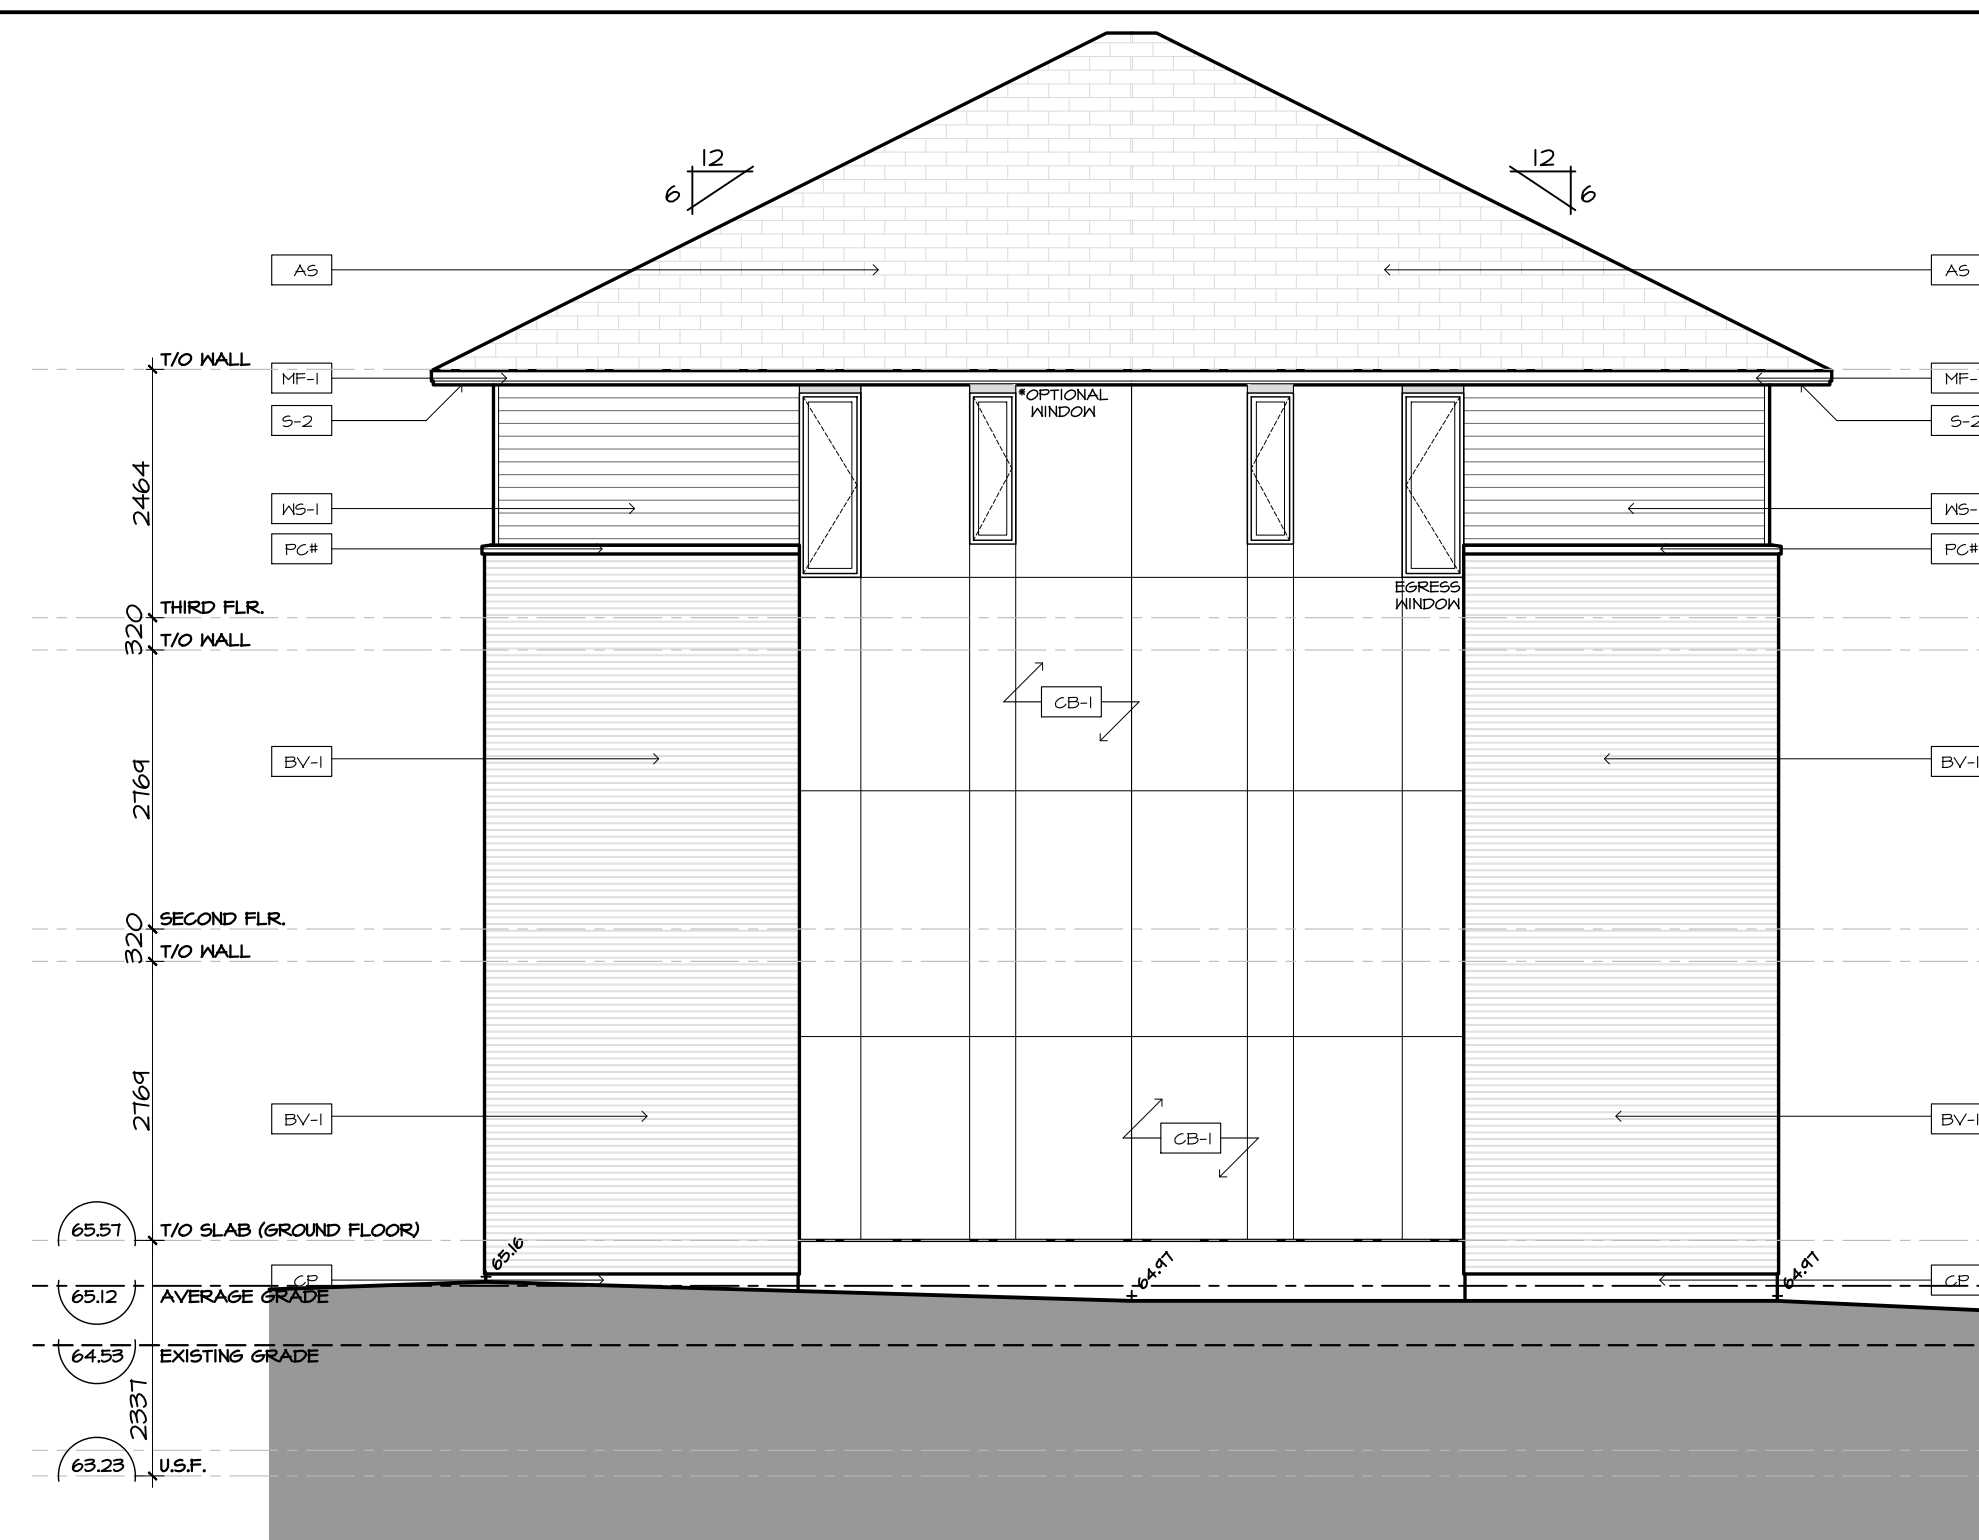 12
12
6
6
AS
AS
T/O WALL
MF-1
MF-
*OPTIONAL
WINDOW
S-2
S-2
2464
WS-1
WS-
PC#
PC#
EGRESS
WINDOW
THIRD FLR.
320
T/O WALL
CB-1
BV-1
BV-1
2769
SECOND FLR.
320
T/O WALL
2769
BV-1
BV-1
CB-1
65.57
T/O SLAB (GROUND FLOOR)
65.16
64.97
64.97
CP
CP
65.12
AVERAGE GRADE
64.53
EXISTING GRADE
2337
63.23
U.S.F.